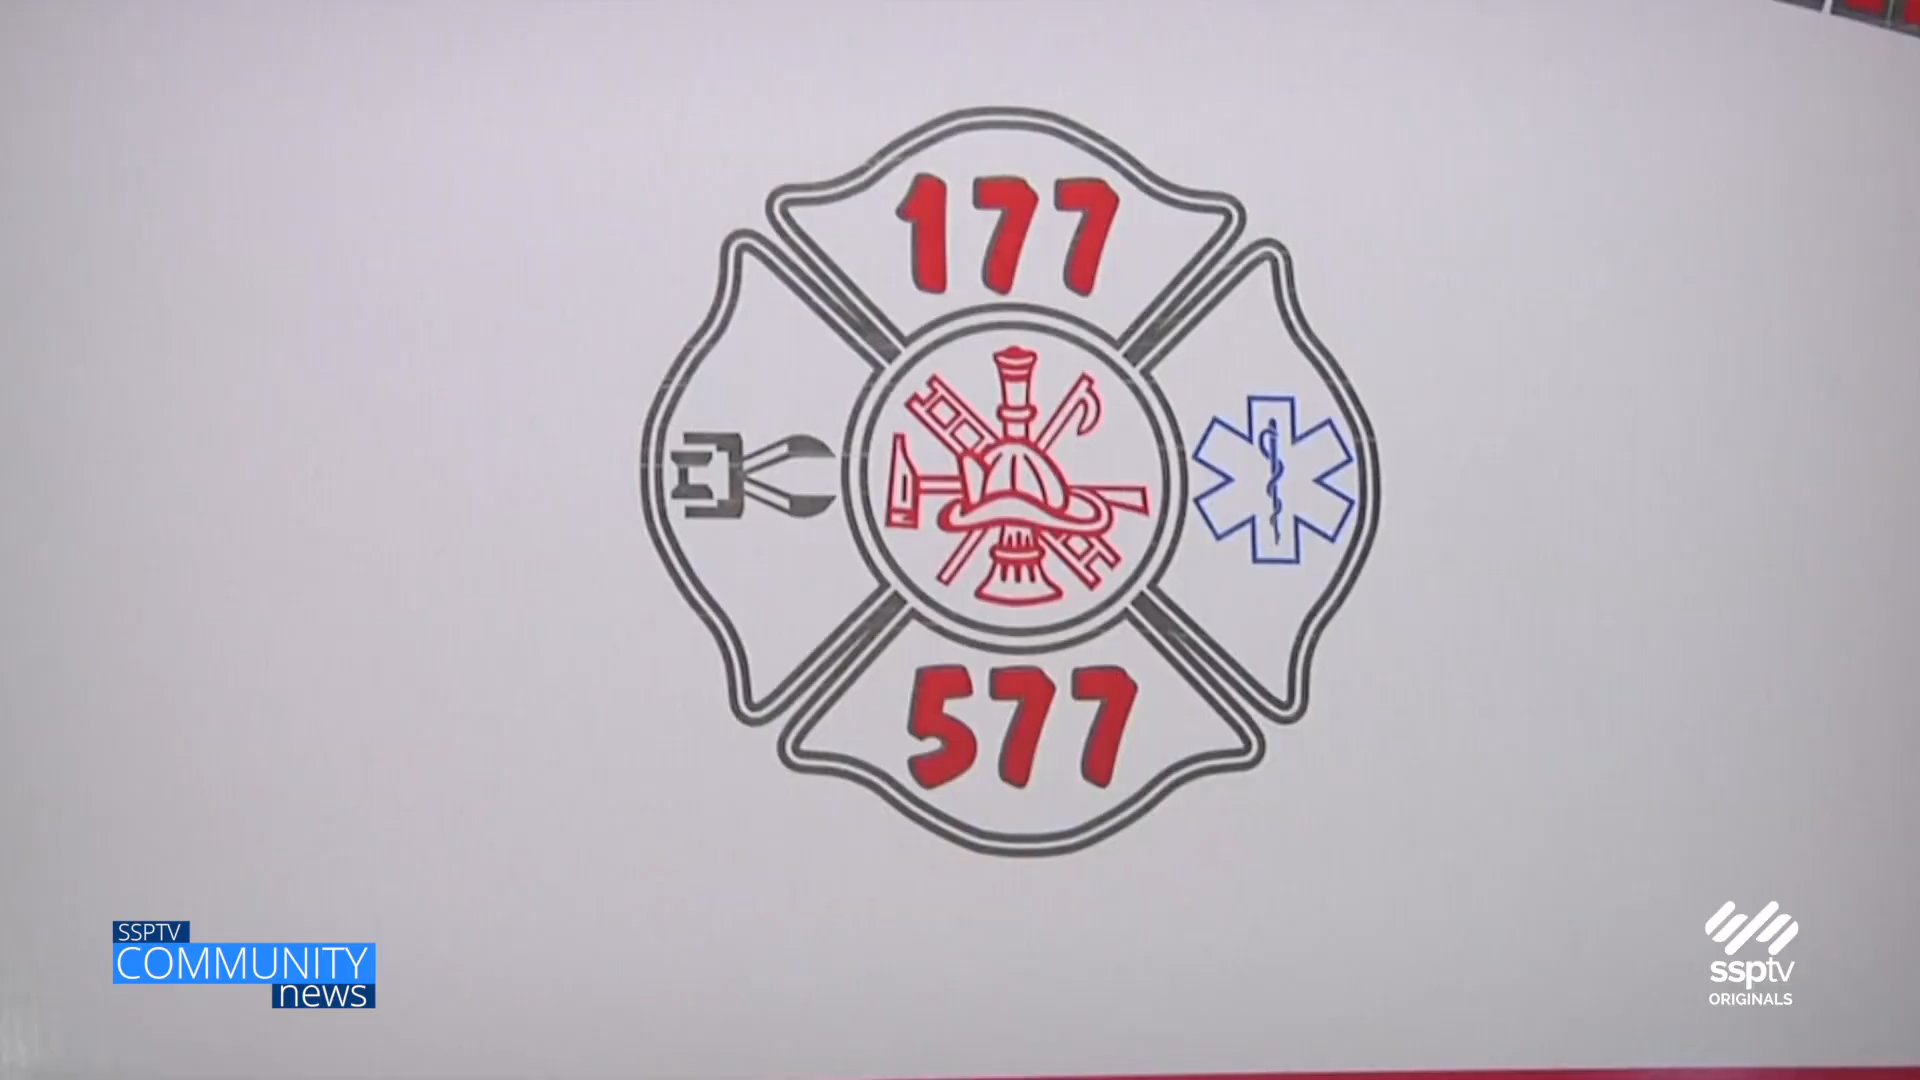 177
577
SSPTV
COMMUNITY
news
ssptv
ORIGINALS